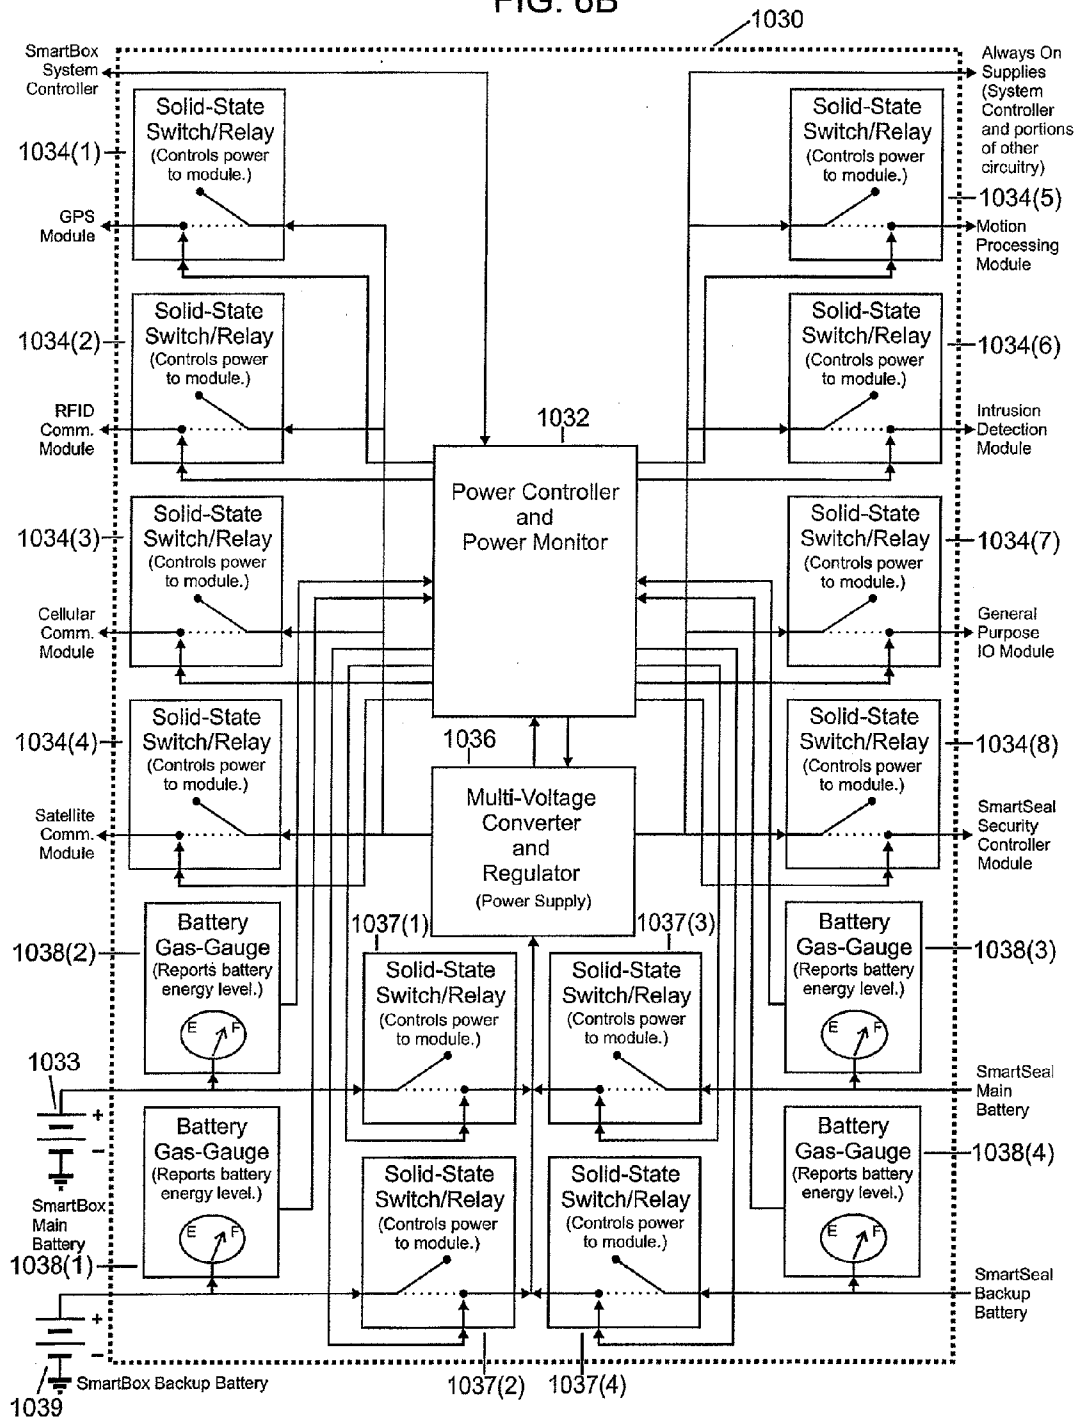 FIG. 6B
1030
SmartBox
System
Controller
Always On
Supplies
(System
Controller
and portions
of other
circuitry)
Solid-State
Switch/Relay
(Controls power
to module.)
1034(1)
GPS
Module
Solid-State
Switch/Relay
(Controls power
to module.)
1034(5)
Motion
Processing
Module
Solid-State
Switch/Relay
(Controls power
to module.)
1034(2)
RFID
Comm.
Module
Solid-State
Switch/Relay
(Controls power
to module.)
1034(6)
Intrusion
Detection
Module
1032
Power Controller
and
Power Monitor
Solid-State
Switch/Relay
(Controls power
to module.)
1034(3)
Cellular
Comm.
Module
Solid-State
Switch/Relay
(Controls power
to module.)
1034(7)
General
Purpose
IO Module
Solid-State
Switch/Relay
(Controls power
to module.)
1034(4)
Satellite
Comm.
Module
1036
Multi-Voltage
Converter
and
Regulator
(Power Supply)
Solid-State
Switch/Relay
(Controls power
to module.)
1034(8)
SmartSeal
Security
Controller
Module
Battery
Gas-Gauge
(Reports battery
energy level.)
E F
1038(2)
1037(1)
Solid-State
Switch/Relay
(Controls power
to module.)
1037(3)
Solid-State
Switch/Relay
(Controls power
to module.)
Battery
Gas-Gauge
(Reports battery
energy level.)
E F
1038(3)
1033
+
−
SmartBox
Main
Battery
SmartSeal
Main
Battery
Battery
Gas-Gauge
(Reports battery
energy level.)
E F
1038(1)
Solid-State
Switch/Relay
(Controls power
to module.)
Solid-State
Switch/Relay
(Controls power
to module.)
Battery
Gas-Gauge
(Reports battery
energy level.)
E F
1038(4)
SmartSeal
Backup
Battery
+
−
SmartBox Backup Battery
1039
1037(2)
1037(4)